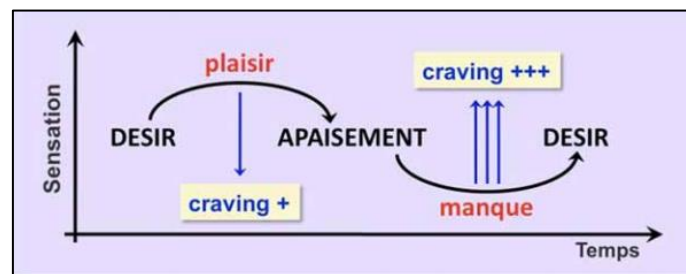 plaisir
craving +++
DESIR
APAISEMENT
DESIR
Sensation
craving +
manque
Temps